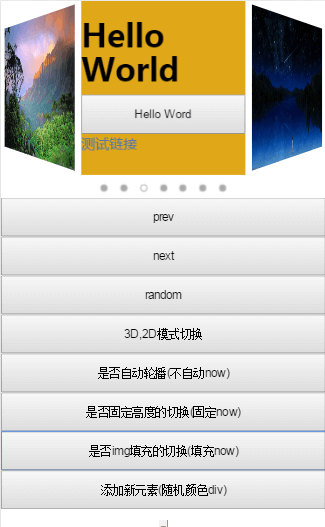 Hello
World
Hello Word
测试链接
prev
next
random
3D,2D模式切换
是否自动轮播(不自动now)
是否固定高度的切换(固定now)
是否img填充的切换(填充now)
添加新元素(随机颜色div)